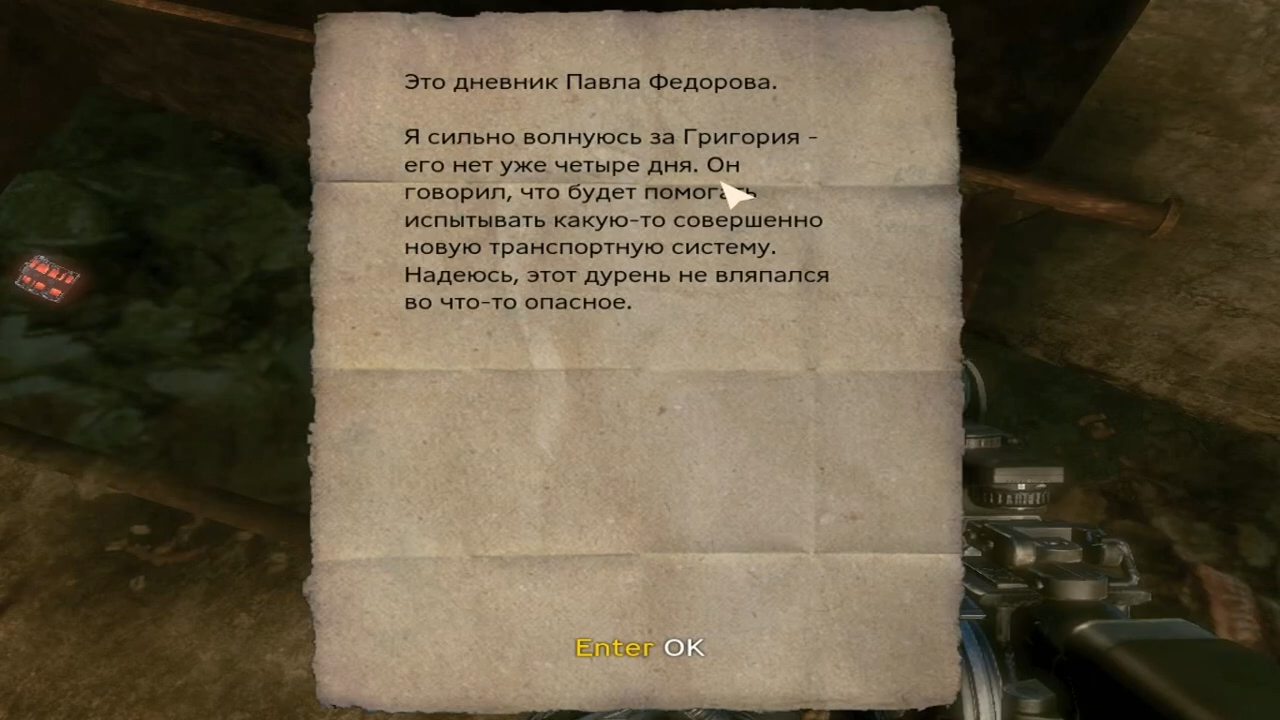 Это дневник Павла Федорова.
Я сильно волнуюсь за Григория -
его нет уже четыре дня. Он
говорил, что будет помогать
испытывать какую-то совершенно
новую транспортную систему.
Надеюсь, этот дурень не вляпался
во что-то опасное.
Enter OK